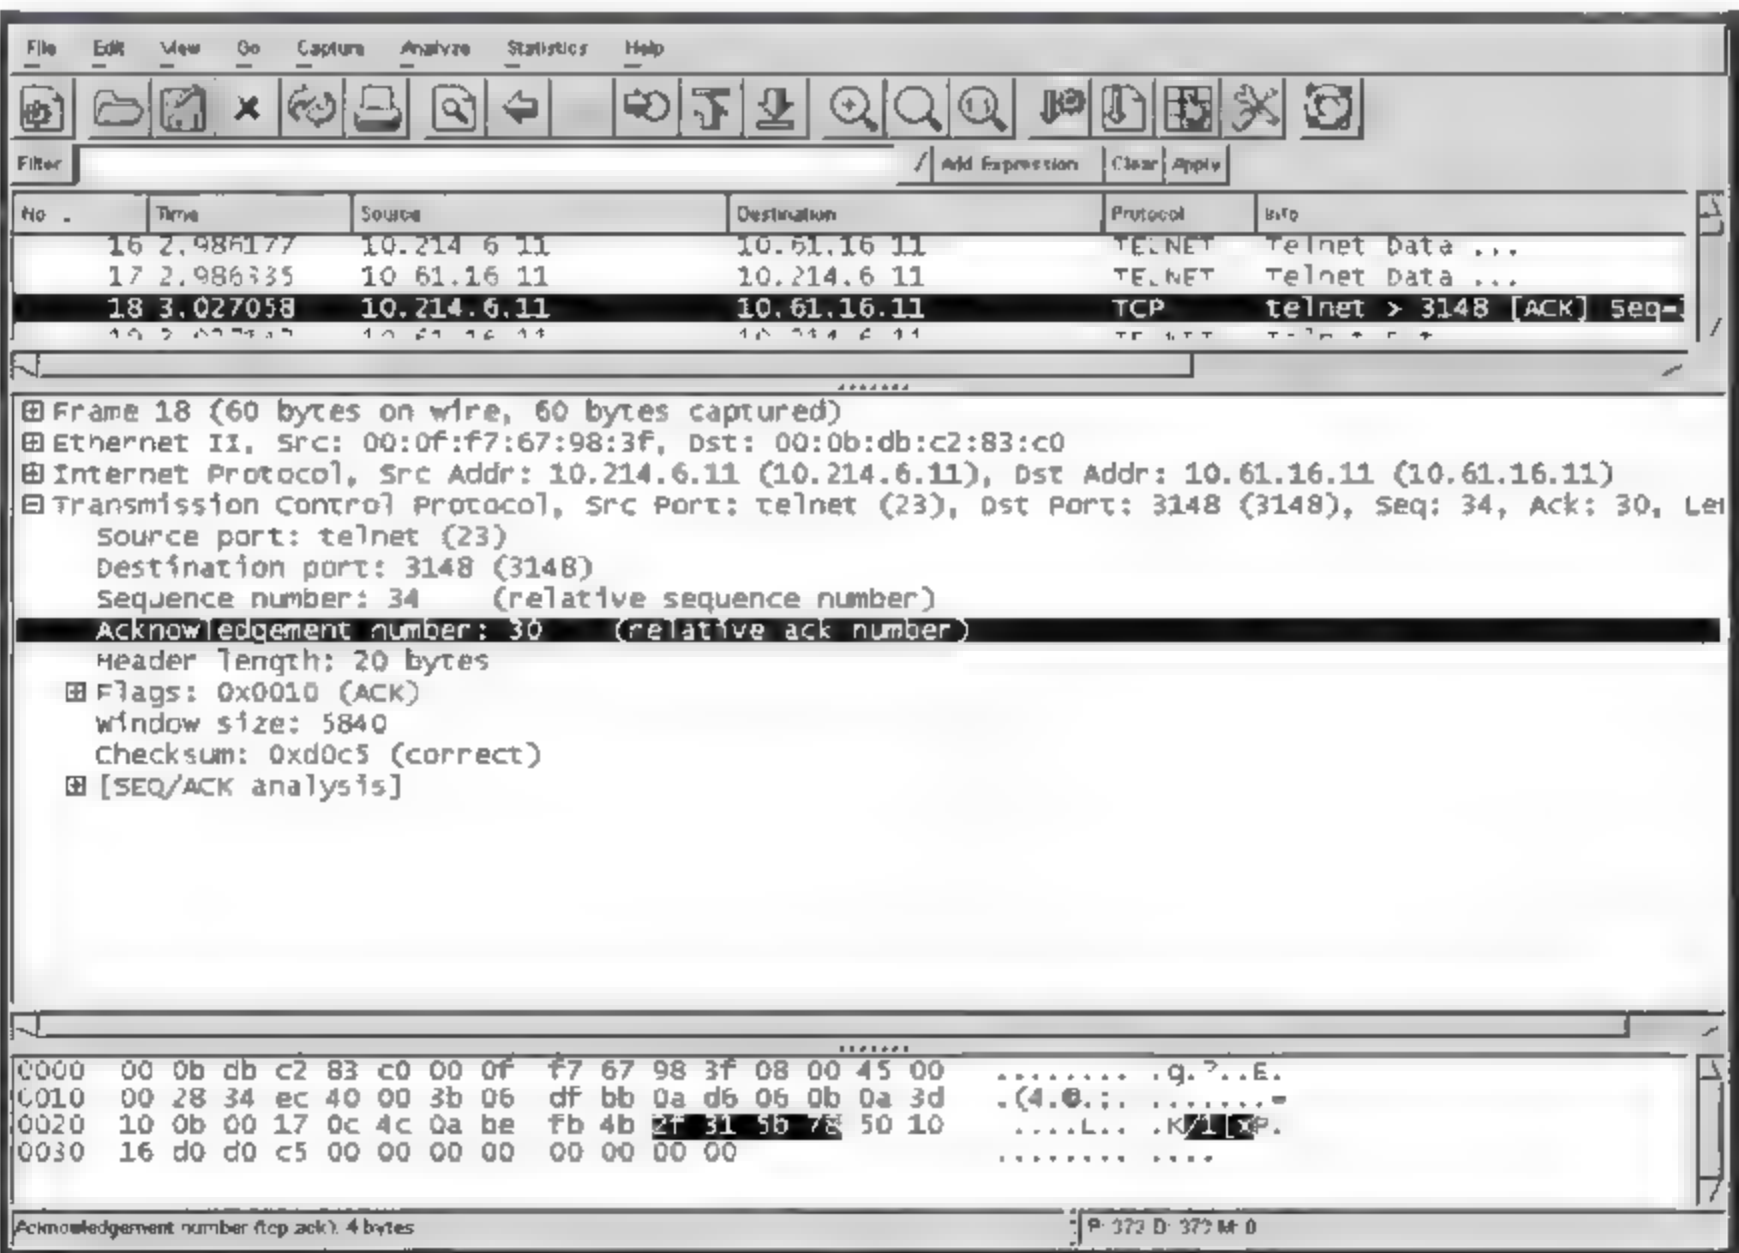 File Edit View Go Capture Analyze Statistics Help
Filter / Add Expression Clear Apply
No . Time Source Destination Protocol Info
16 2.986177 10.214 6 11 10.61.16 11 TELNET Telnet Data ...
17 2.986335 10 61.16 11 10.214.6 11 TELNET Telnet Data ...
18 3.027058 10.214.6.11 10.61.16.11 TCP telnet > 3148 [ACK] Seq=
Frame 18 (60 bytes on wire, 60 bytes captured)
Ethernet II, Src: 00:0f:f7:67:98:3f, Dst: 00:0b:db:c2:83:c0
Internet Protocol, Src Addr: 10.214.6.11 (10.214.6.11), Dst Addr: 10.61.16.11 (10.61.16.11)
Transmission Control Protocol, Src Port: telnet (23), Dst Port: 3148 (3148), Seq: 34, Ack: 30, Ler
Source port: telnet (23)
Destination port: 3148 (3148)
Sequence number: 34 (relative sequence number)
Acknowledgement number: 30 (relative ack number)
Header length: 20 bytes
Flags: 0x0010 (ACK)
Window size: 5840
Checksum: 0xd0c5 (correct)
[SEQ/ACK analysis]
0000 00 0b db c2 83 c0 00 0f f7 67 98 3f 08 00 45 00 ........ .g.?..E.
0010 00 28 34 ec 40 00 3b 06 df bb 0a d6 06 0b 0a 3d .(4.@.;. .......=
0020 10 0b 00 17 0c 4c 0a be fb 4b 2f 31 5b 78 50 10 .....L.. .K/1[xP.
0030 16 d0 d0 c5 00 00 00 00 00 00 00 00 ........ ....
Acknowledgement number (tcp ack), 4 bytes P: 372 D: 372 M: 0